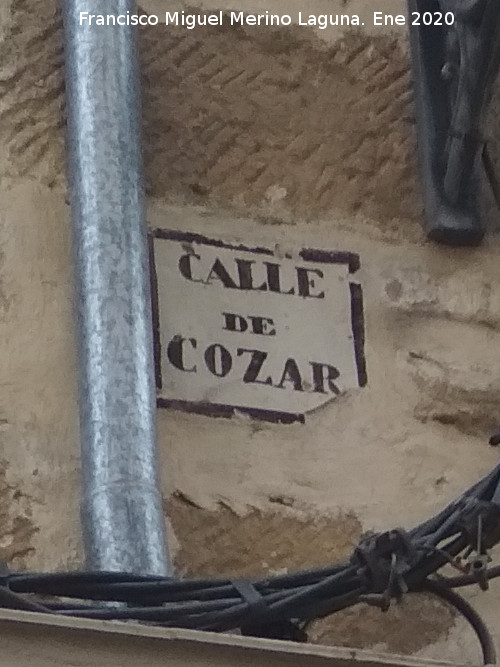 Francisco Miguel Merino Laguna. Ene 2020
CALLE
DE
COZAR